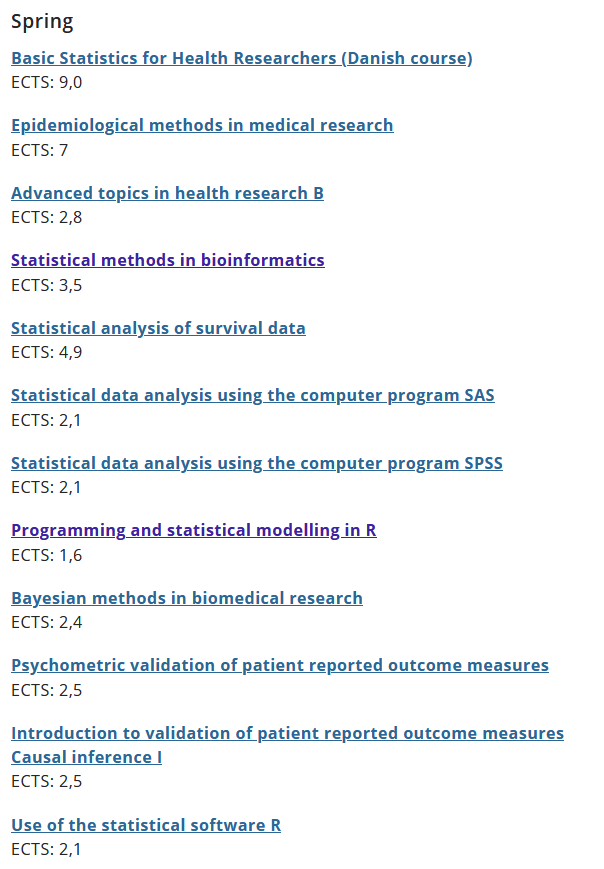 Spring
Basic Statistics for Health Researchers (Danish course)
ECTS: 9,0
Epidemiological methods in medical research
ECTS: 7
Advanced topics in health research B
ECTS: 2,8
Statistical methods in bioinformatics
ECTS: 3,5
Statistical analysis of survival data
ECTS: 4,9
Statistical data analysis using the computer program SAS
ECTS: 2,1
Statistical data analysis using the computer program SPSS
ECTS: 2,1
Programming and statistical modelling in R
ECTS: 1,6
Bayesian methods in biomedical research
ECTS: 2,4
Psychometric validation of patient reported outcome measures
ECTS: 2,5
Introduction to validation of patient reported outcome measures
Causal inference I
ECTS: 2,5
Use of the statistical software R
ECTS: 2,1